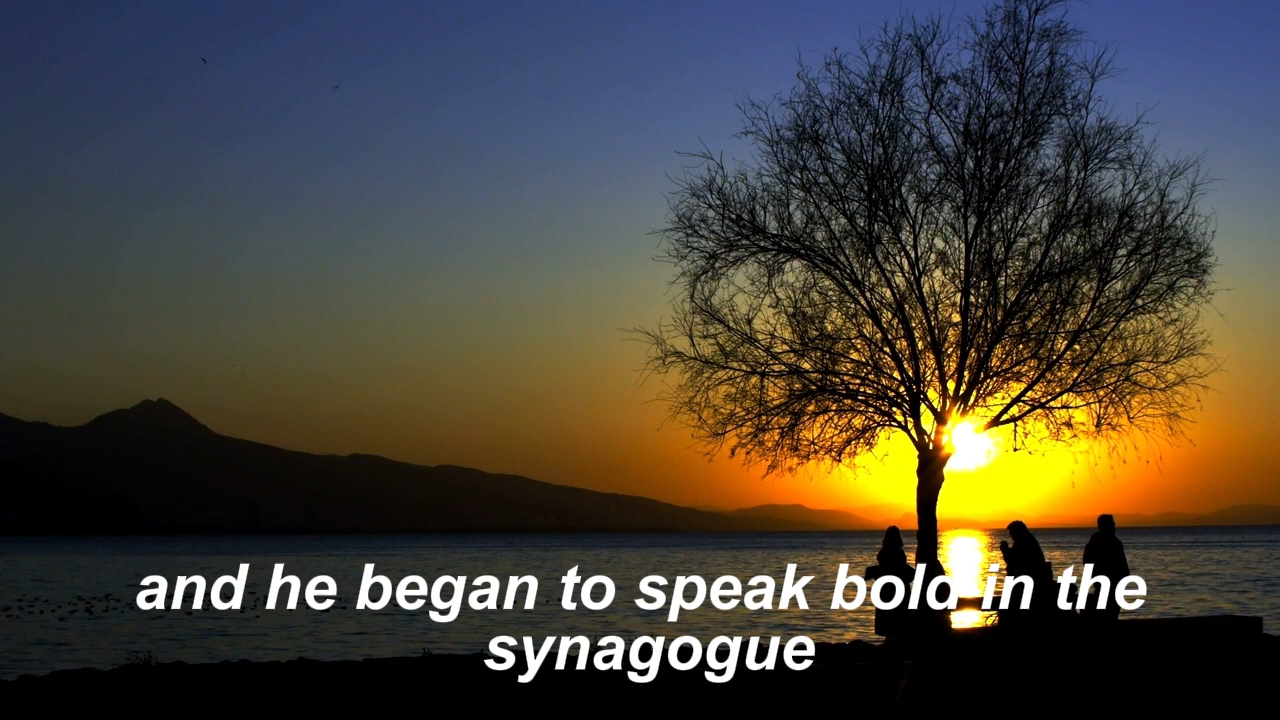 and he began to speak bold in the
synagogue